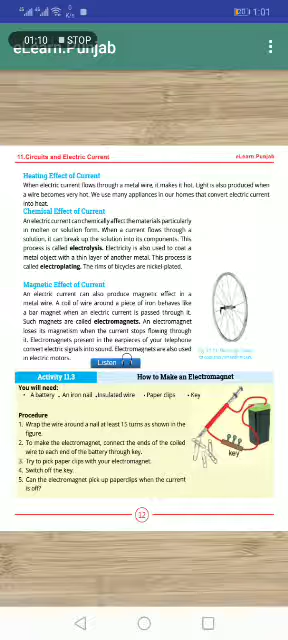 0
K/s
20
1:01
01:10 STOP
eLearn.Punjab
11.Circuits and Electric Current
eLearn.Punjab
Heating Effect of Current
When electric current flows through a metal wire, it makes it hot. Light is also produced when
a wire becomes very hot. We use many appliances in our homes that convert electric current
into heat.
Chemisal Effect of Current
An electric current can chemically affect the materials particularly
in molten or solution form. When a current flows through a
solution, it can break up the solution into its components. This
process is called electrolysis. Electricity is also used to coat a
metal object with a thin layer of another metal. This process is
called electroplating. The rims of bicycles are nickel-plated.
Magnetic Effect of Current
An electric current can also produce magnetic effect in a
metal wire. A coil of wire around a piece of iron behaves like
a bar magnet when an electric current is passed through it.
Such magnets are called electromagnets. An electromagnet
loses its magnetism when the current stops flowing through
it. Electromagnets present in the earpieces of your telephone
convert electric signals into sound. Electromagnets are also used
in electric motors.
Listen
Activity 11.3
How to Make an Electromagnet
You will need:
• A battery • An iron nail •Insulated wire • Paper clips • Key
Procedure
1. Wrap the wire around a nail at least 15 turns as shown in the
figure.
2. To make the electromagnet, connect the ends of the coiled
wire to each end of the battery through key.
3. Try to pick paper clips with your electromagnet.
4. Switch off the key.
5. Can the electromagnet pick up paperclips when the current
is off?
key
12